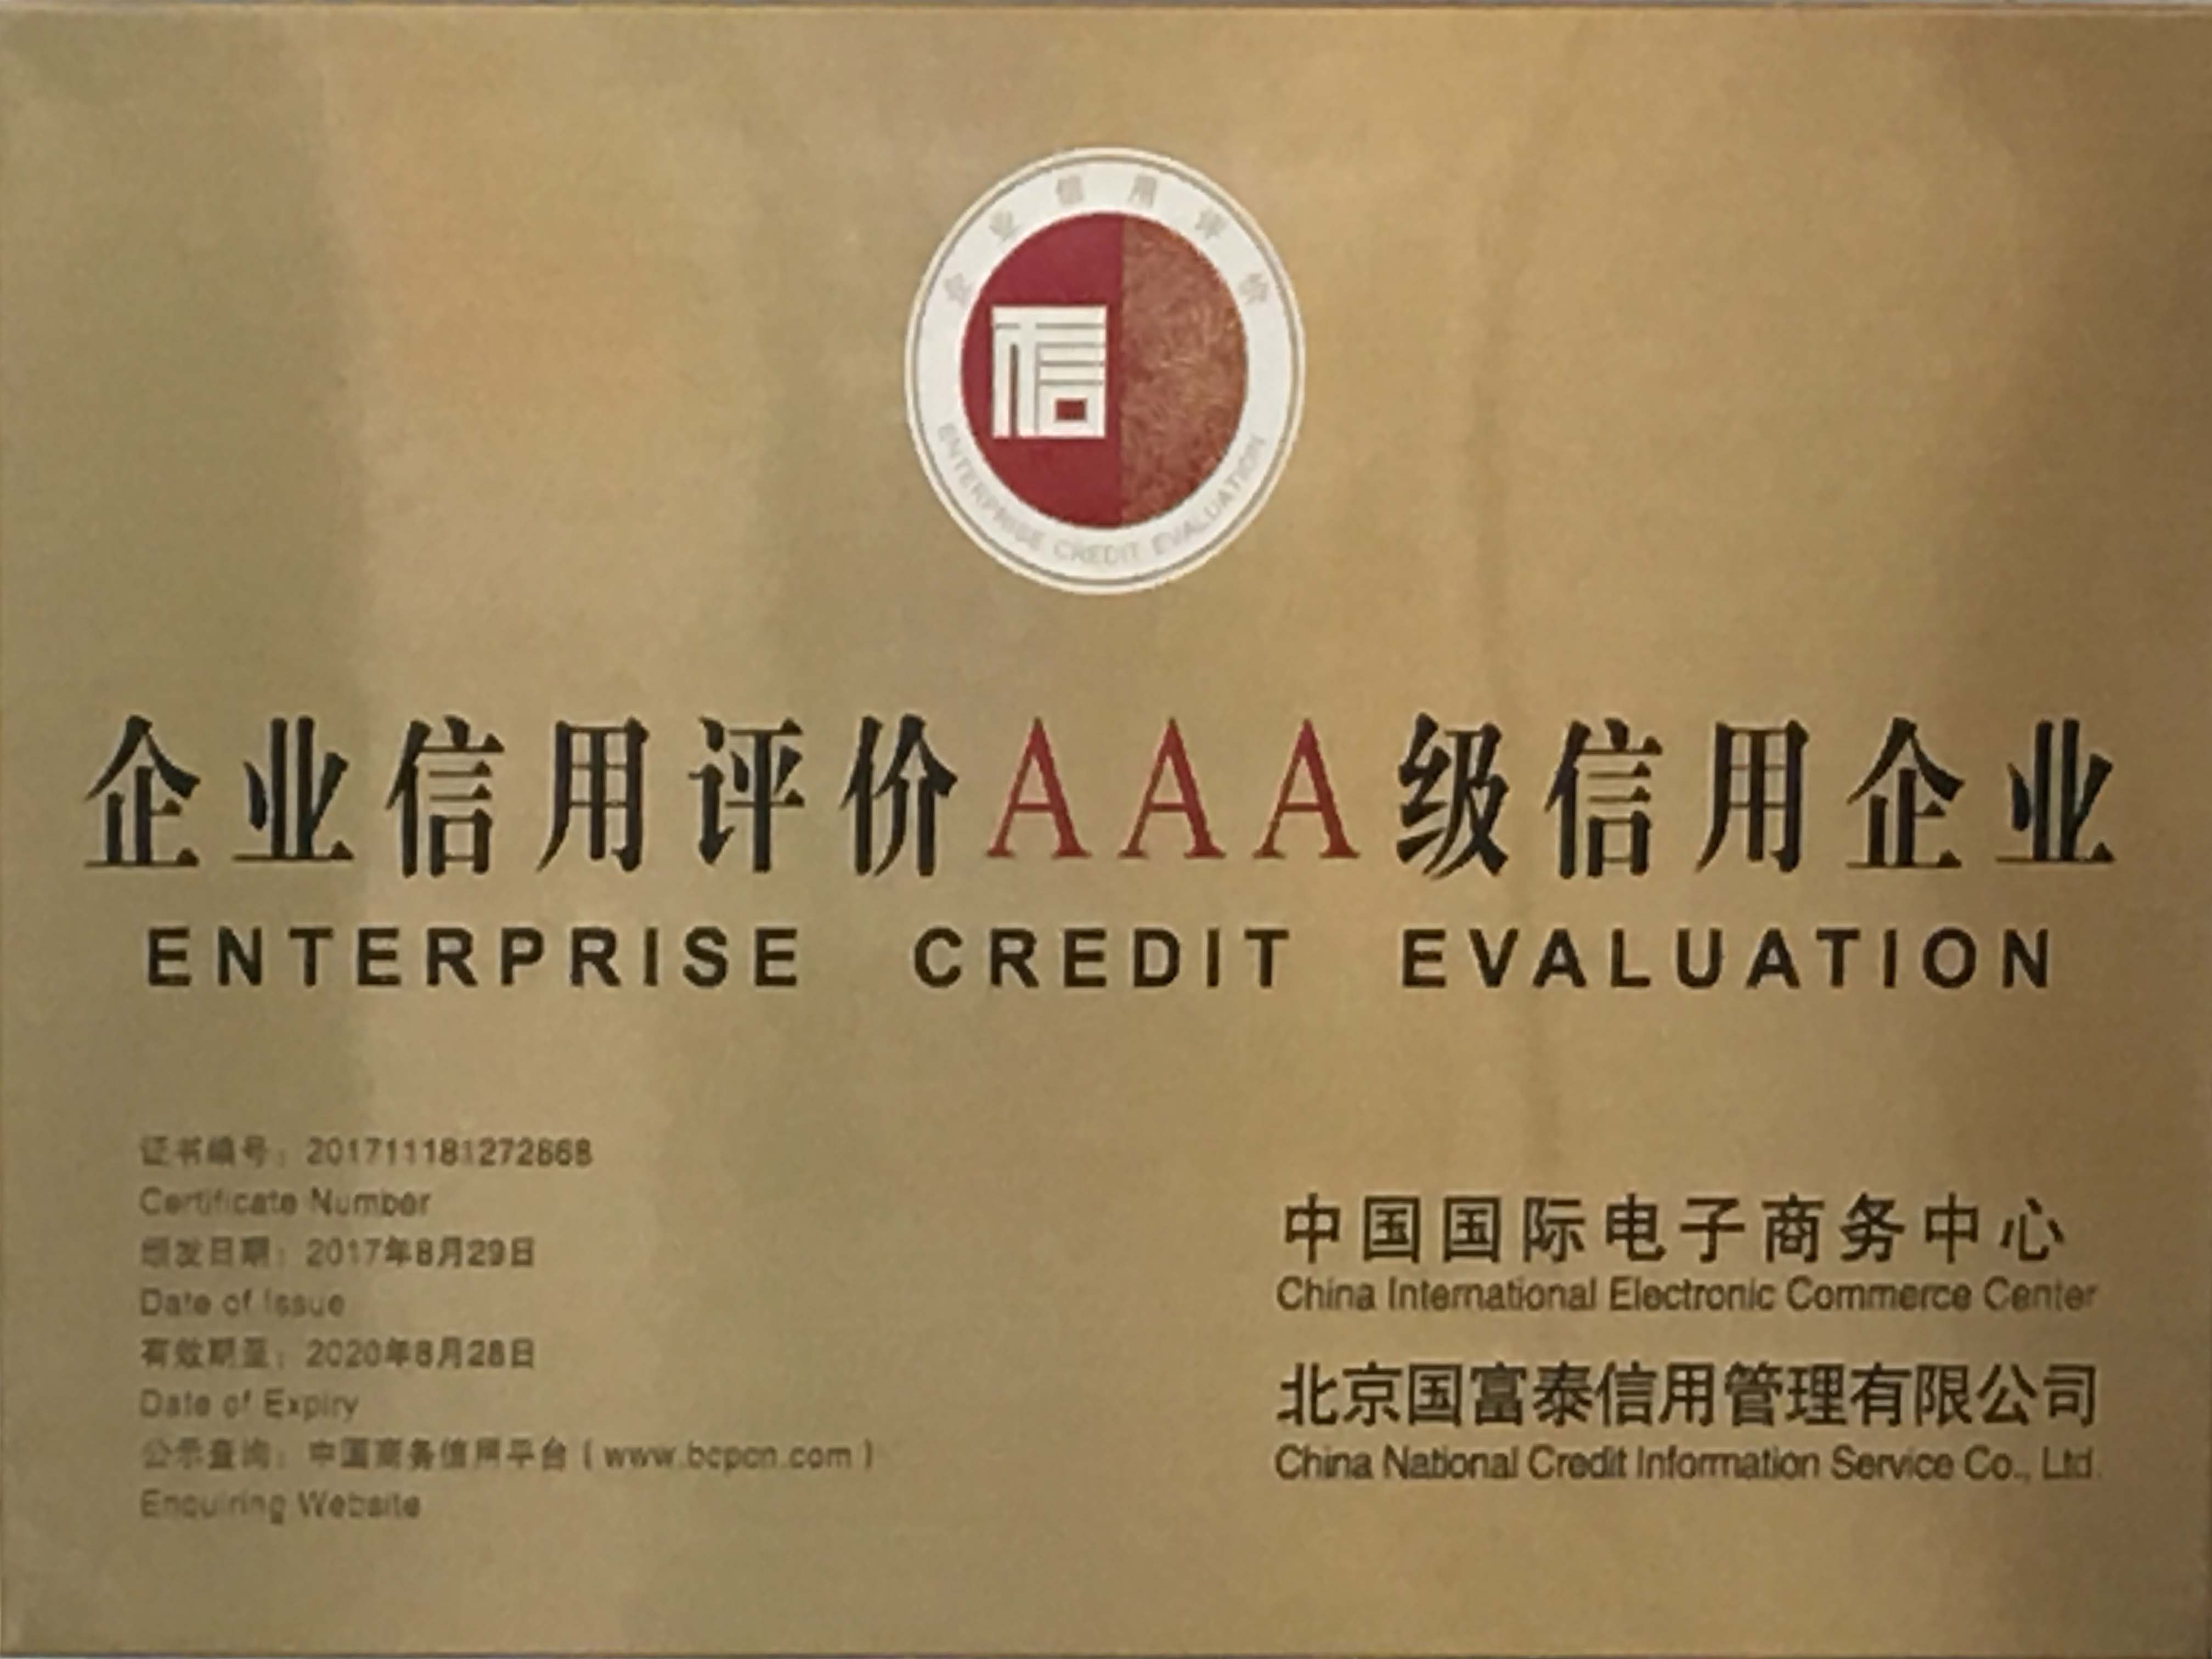 企业信用评价
信
ENTERPRISE CREDIT EVALUATION
企业信用评价AAA级信用企业
ENTERPRISE CREDIT EVALUATION
证书编号：201711181272668
Certificate Number
颁发日期：2017年8月29日
Date of Issue
有效期至：2020年8月28日
Date of Expiry
公示查询：中国商务信用平台（www.bcpcn.com）
Enquiring Website
中国国际电子商务中心
China International Electronic Commerce Center
北京国富泰信用管理有限公司
China National Credit Information Service Co., Ltd.